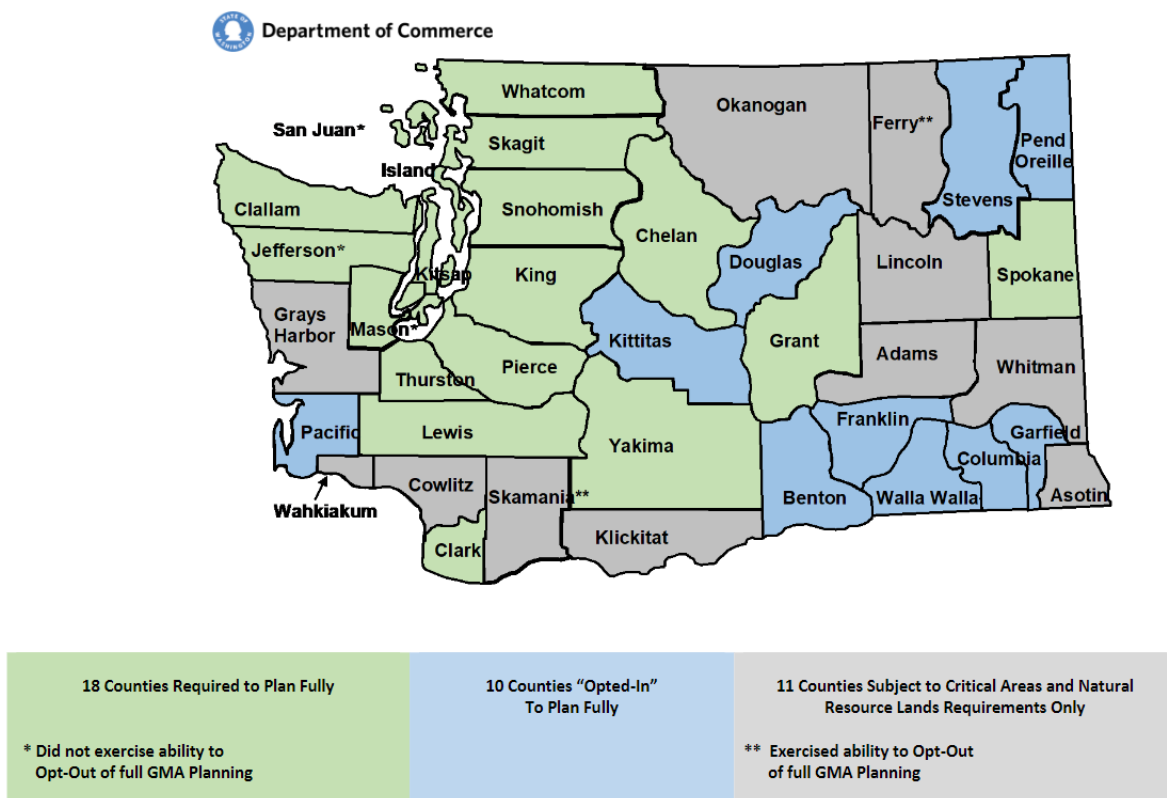 STATE OF WASHINGTON
Department of Commerce
Whatcom
Okanogan
Ferry**
San Juan*
Skagit
Pend
Oreille
Island
Stevens
Clallam
Snohomish
Chelan
Jefferson*
Douglas
Lincoln
Kitsap
King
Spokane
Grays
Harbor
Mason*
Kittitas
Grant
Adams
Whitman
Thurston
Pierce
Franklin
Pacific
Lewis
Yakima
Garfield
Columbia
Cowlitz
Skamania**
Benton
Walla Walla
Asotin
Wahkiakum
Klickitat
Clark
18 Counties Required to Plan Fully
* Did not exercise ability to
Opt-Out of full GMA Planning
10 Counties “Opted-In”
To Plan Fully
11 Counties Subject to Critical Areas and Natural
Resource Lands Requirements Only
** Exercised ability to Opt-Out
of full GMA Planning